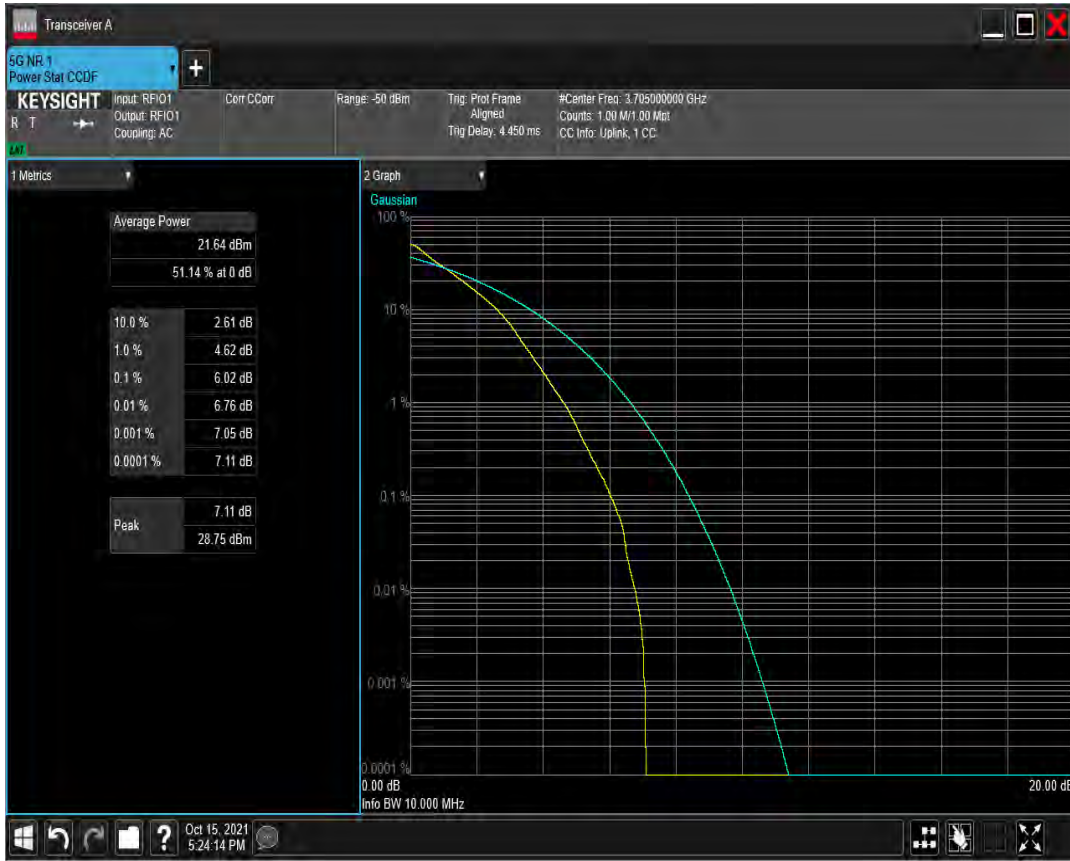 Transceiver A
5G NR 1
Power Stat CCDF
+
KEYSIGHT
R T
LXI
Input: RFIO1
Output: RFIO1
Coupling: AC
Corr CCorr
Range: -50 dBm
Trig: Prot Frame
Aligned
Trig Delay: 4.450 ms
#Center Freq: 3.705000000 GHz
Counts: 1.00 M/1.00 Mpt
CC Info: Uplink, 1 CC
1 Metrics
Average Power
21.64 dBm
51.14 % at 0 dB
10.0 % 2.61 dB
1.0 % 4.62 dB
0.1 % 6.02 dB
0.01 % 6.76 dB
0.001 % 7.05 dB
0.0001 % 7.11 dB
Peak 7.11 dB
28.75 dBm
2 Graph
Gaussian
100 %
10 %
1 %
0.1 %
0.01 %
0.001 %
0.0001 %
0.00 dB 20.00 dB
Info BW 10.000 MHz
?
Oct 15, 2021
5:24:14 PM